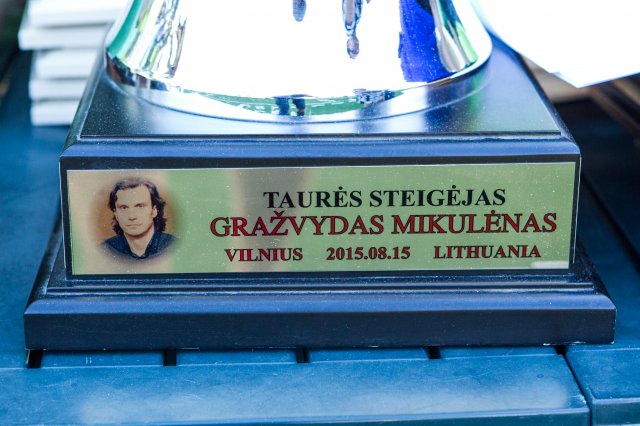 TAURĖS STEIGĖJAS
GRAŽVYDAS MIKULĖNAS
VILNIUS 2015.08.15 LITHUANIA